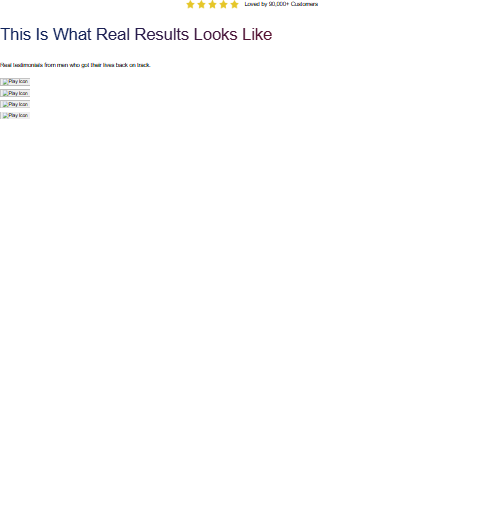 Loved by 90,000+ Customers
This Is What Real Results Looks Like
Real testimonials from men who got their lives back on track.
Play Icon
Play Icon
Play Icon
Play Icon